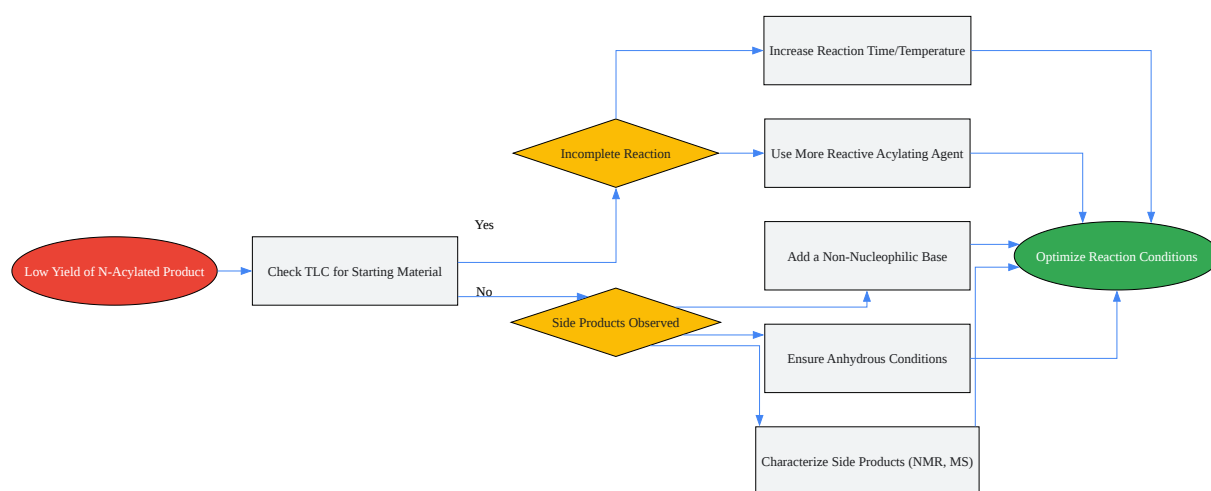 Increase Reaction Time/Temperature
Incomplete Reaction
Use More Reactive Acylating Agent
Yes
Low Yield of N-Acylated Product
Check TLC for Starting Material
Add a Non-Nucleophilic Base
Optimize Reaction Conditions
No
Side Products Observed
Ensure Anhydrous Conditions
Characterize Side Products (NMR, MS)